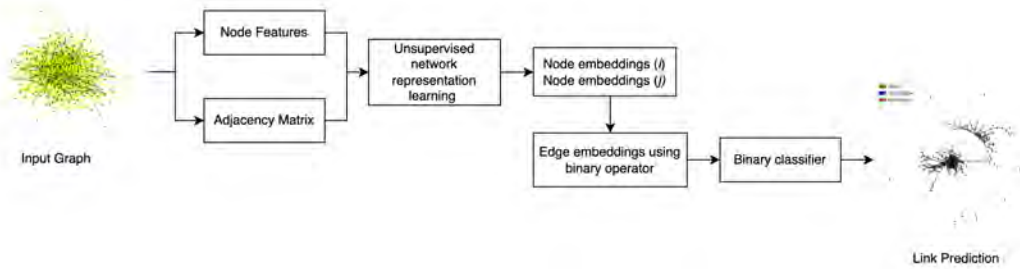 Node Features
Unsupervised
network
representation
learning
Node embeddings (i)
Node embeddings (j)
Adjacency Matrix
Input Graph
Edge embeddings using
binary operator
Binary classifier
Link Prediction